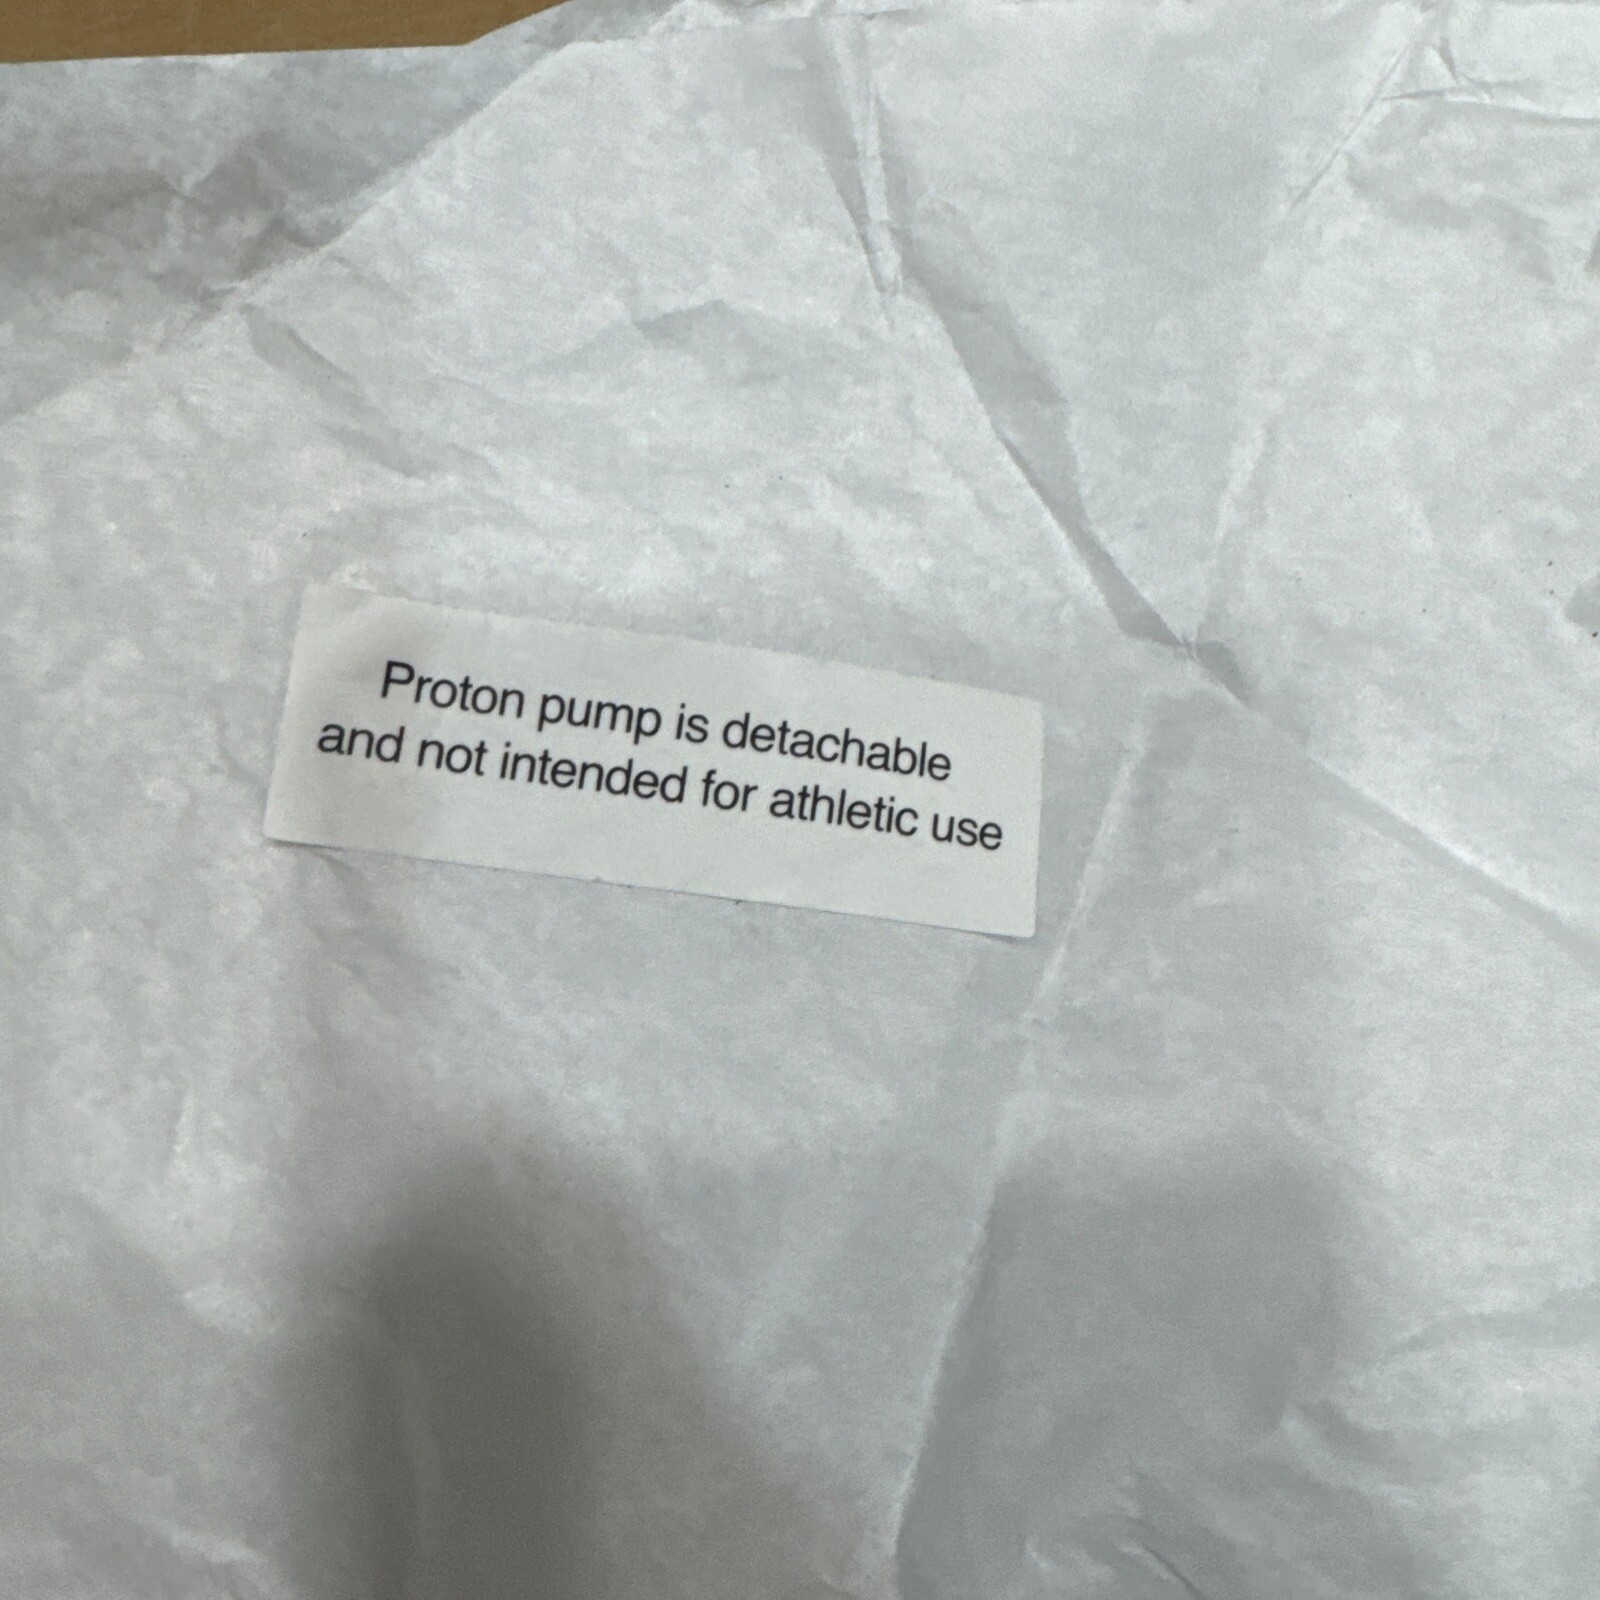 Proton pump is detachable
and not intended for athletic use